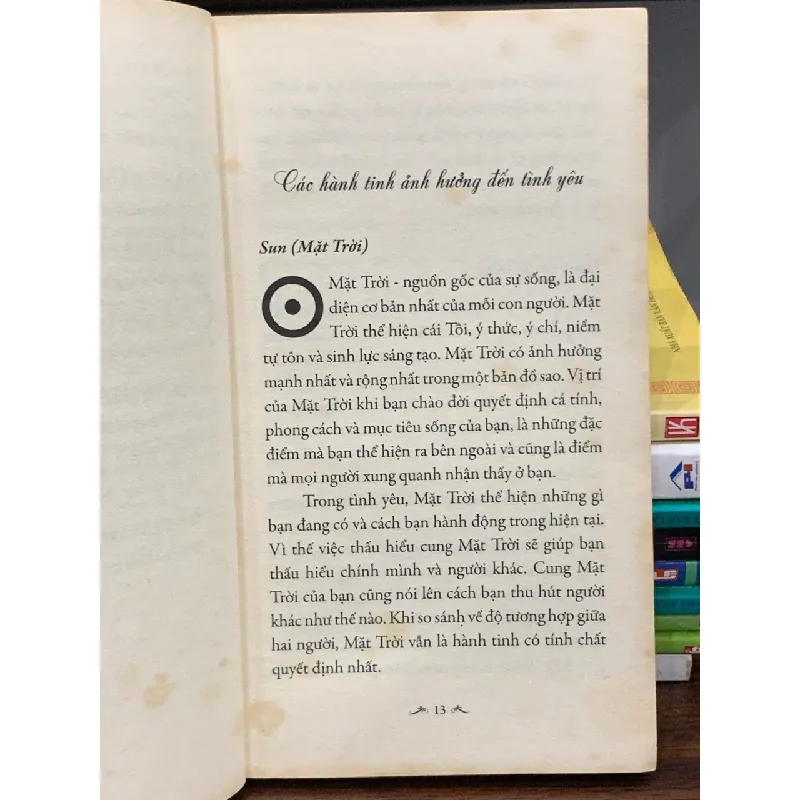 Các hành tinh ảnh hưởng đến tình yêu
Sun (Mặt Trời)
Mặt Trời - nguồn gốc của sự sống, là đại
diện cơ bản nhất của mỗi con người. Mặt
Trời thể hiện cái Tôi, ý thức, ý chí, niềm
tự tôn và sinh lực sáng tạo. Mặt Trời có ảnh hưởng
mạnh nhất và rộng nhất trong một bản đồ sao. Vị trí
của Mặt Trời khi bạn chào đời quyết định cá tính,
phong cách và mục tiêu sống của bạn, là những đặc
điểm mà bạn thể hiện ra bên ngoài và cũng là điểm
mà mọi người xung quanh nhận thấy ở bạn.
Trong tình yêu, Mặt Trời thể hiện những gì
bạn đang có và cách bạn hành động trong hiện tại.
Vì thế việc thấu hiểu cung Mặt Trời sẽ giúp bạn
thấu hiểu chính mình và người khác. Cung Mặt
Trời của bạn cũng nói lên cách bạn thu hút người
khác như thế nào. Khi so sánh về độ tương hợp giữa
hai người, Mặt Trời vẫn là hành tinh có tính chất
quyết định nhất.
13